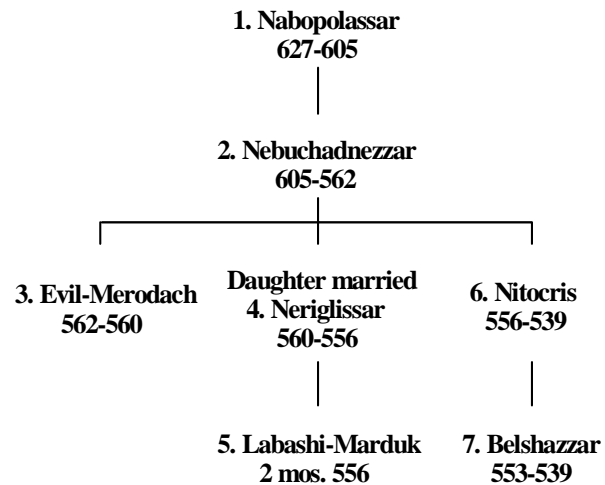 1. Nabopolassar
627-605
2. Nebuchadnezzar
605-562
3. Evil-Merodach
562-560
Daughter married
4. Neriglissar
560-556
6. Nitocris
556-539
5. Labashi-Marduk
2 mos. 556
7. Belshazzar
553-539